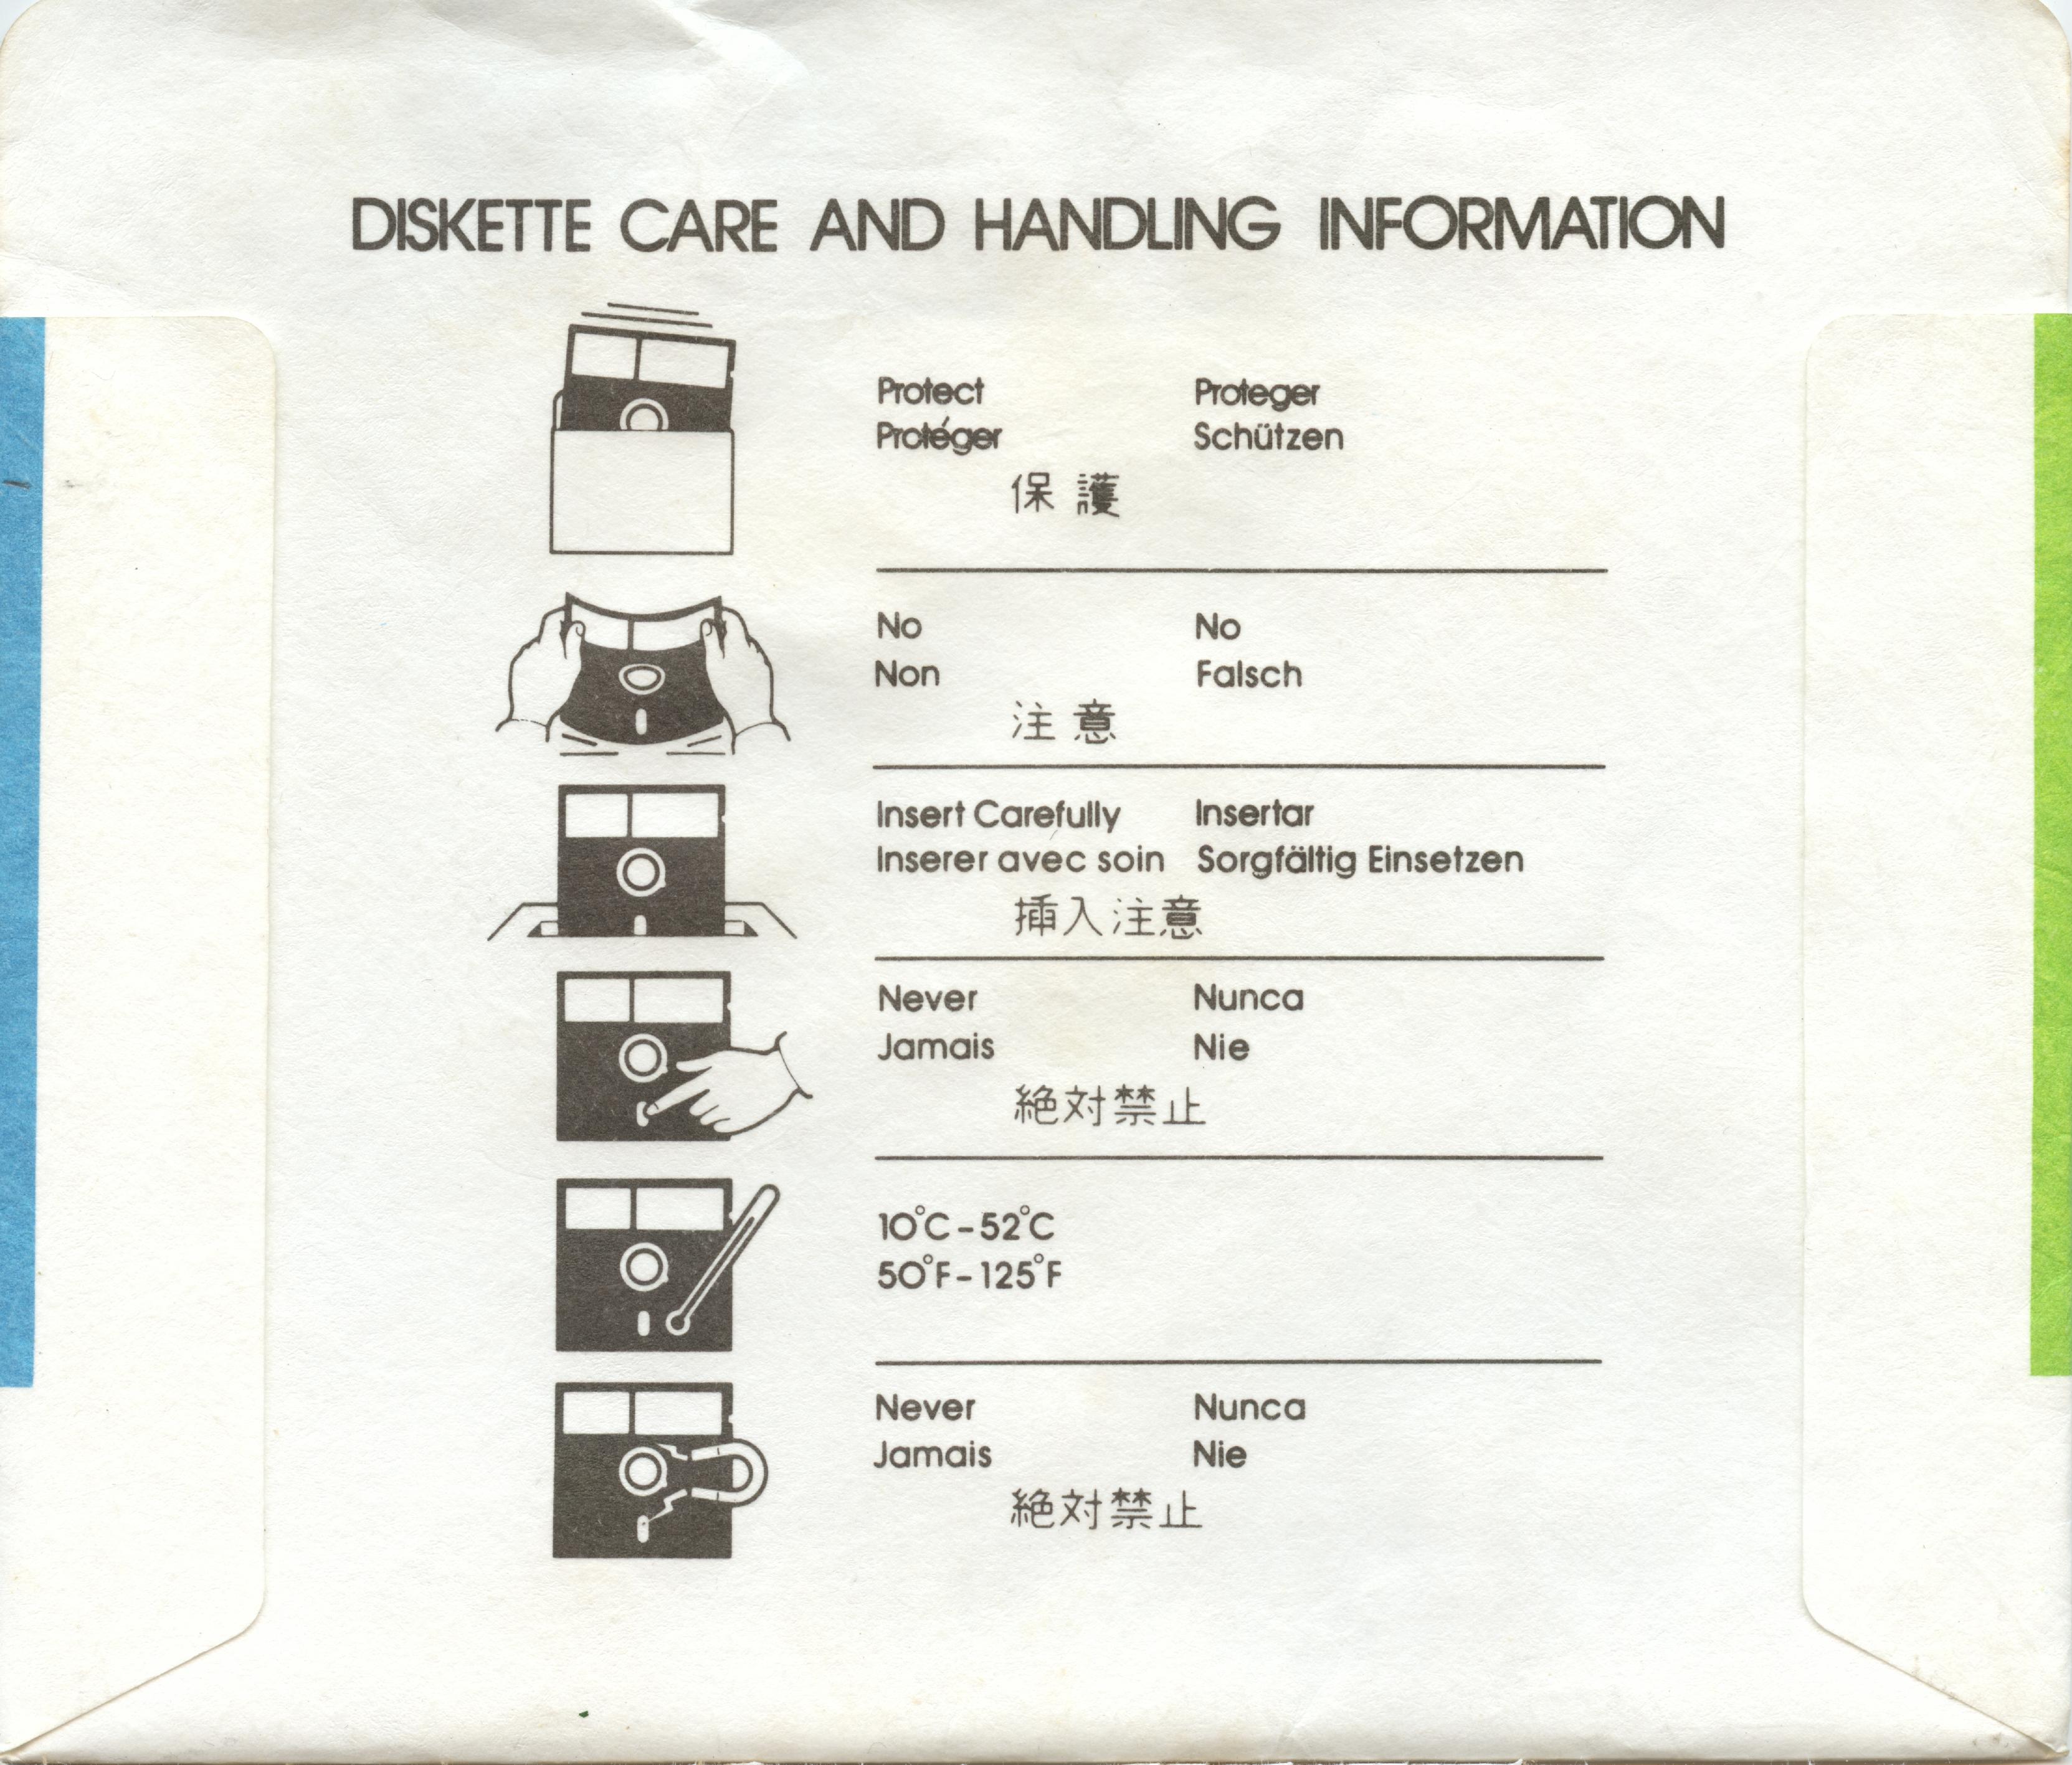 DISKETTE CARE AND HANDLING INFORMATION
Protect Proteger
Protéger Schützen
保護
No No
Non Falsch
注意
Insert Carefully Insertar
Inserer avec soin Sorgfältig Einsetzen
挿入注意
Never Nunca
Jamais Nie
絶対禁止
10°C-52°C
50°F-125°F
Never Nunca
Jamais Nie
絶対禁止